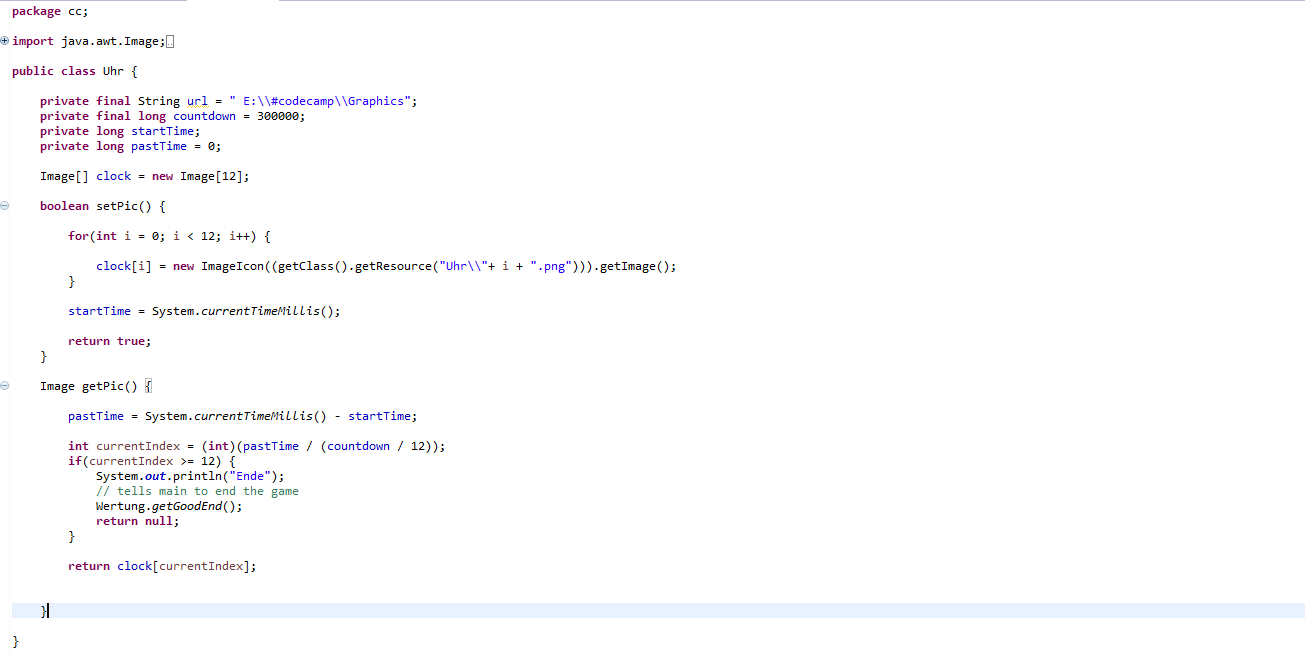 package cc;
import java.awt.Image;
public class Uhr {
private final String url = " E:\\#codecamp\\Graphics";
private final long countdown = 300000;
private long startTime;
private long pastTime = 0;
Image[] clock = new Image[12];
boolean setPic() {
for(int i = 0; i < 12; i++) {
clock[i] = new ImageIcon((getClass().getResource("Uhr\\"+ i + ".png"))).getImage();
}
startTime = System.currentTimeMillis();
return true;
}
Image getPic() {
pastTime = System.currentTimeMillis() - startTime;
int currentIndex = (int)(pastTime / (countdown / 12));
if(currentIndex >= 12) {
System.out.println("Ende");
// tells main to end the game
Wertung.getGoodEnd();
return null;
}
return clock[currentIndex];
}
}